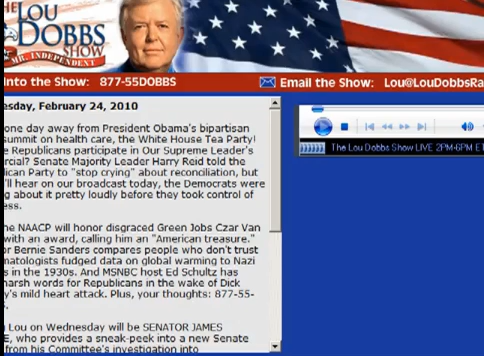 THE
LOU
DOBBS
SHOW
MR. INDEPENDENT
into the Show: 877-55DOBBS
Email the Show: Lou@LouDobbsRa
esday, February 24, 2010
one day away from President Obama's bipartisan
summit on health care, the White House Tea Party!
e Republicans participate in Our Supreme Leader's
ercial? Senate Majority Leader Harry Reid told the
lican Party to "stop crying" about reconciliation, but
'll hear on our broadcast today, the Democrats were
g about it pretty loudly before they took control of
ess.
he NAACP will honor disgraced Green Jobs Czar Van
with an award, calling him an "American treasure."
or Bernie Sanders compares people who don't trust
matologists fudged data on global warming to Nazi
s in the 1930s. And MSNBC host Ed Schultz has
harsh words for Republicans in the wake of Dick
y's mild heart attack. Plus, your thoughts: 877-55-
S.
g Lou on Wednesday will be SENATOR JAMES
E, who provides a sneak-peek into a new Senate
from his Committee's investigation into
The Lou Dobbs Show LIVE 2PM-6PM ET